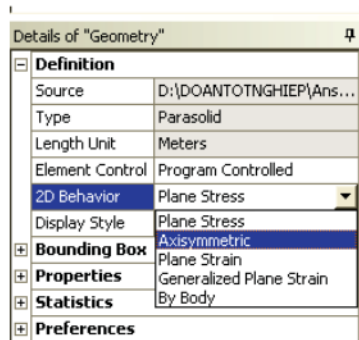 Details of "Geometry"
Definition
Source D:\DOANTOTNGHIEP\Ans...
Type Parasolid
Length Unit Meters
Element Control Program Controlled
2D Behavior Plane Stress
Display Style Plane Stress
Axisymmetric
Bounding Box Plane Strain
Properties Generalized Plane Strain
Statistics By Body
Preferences